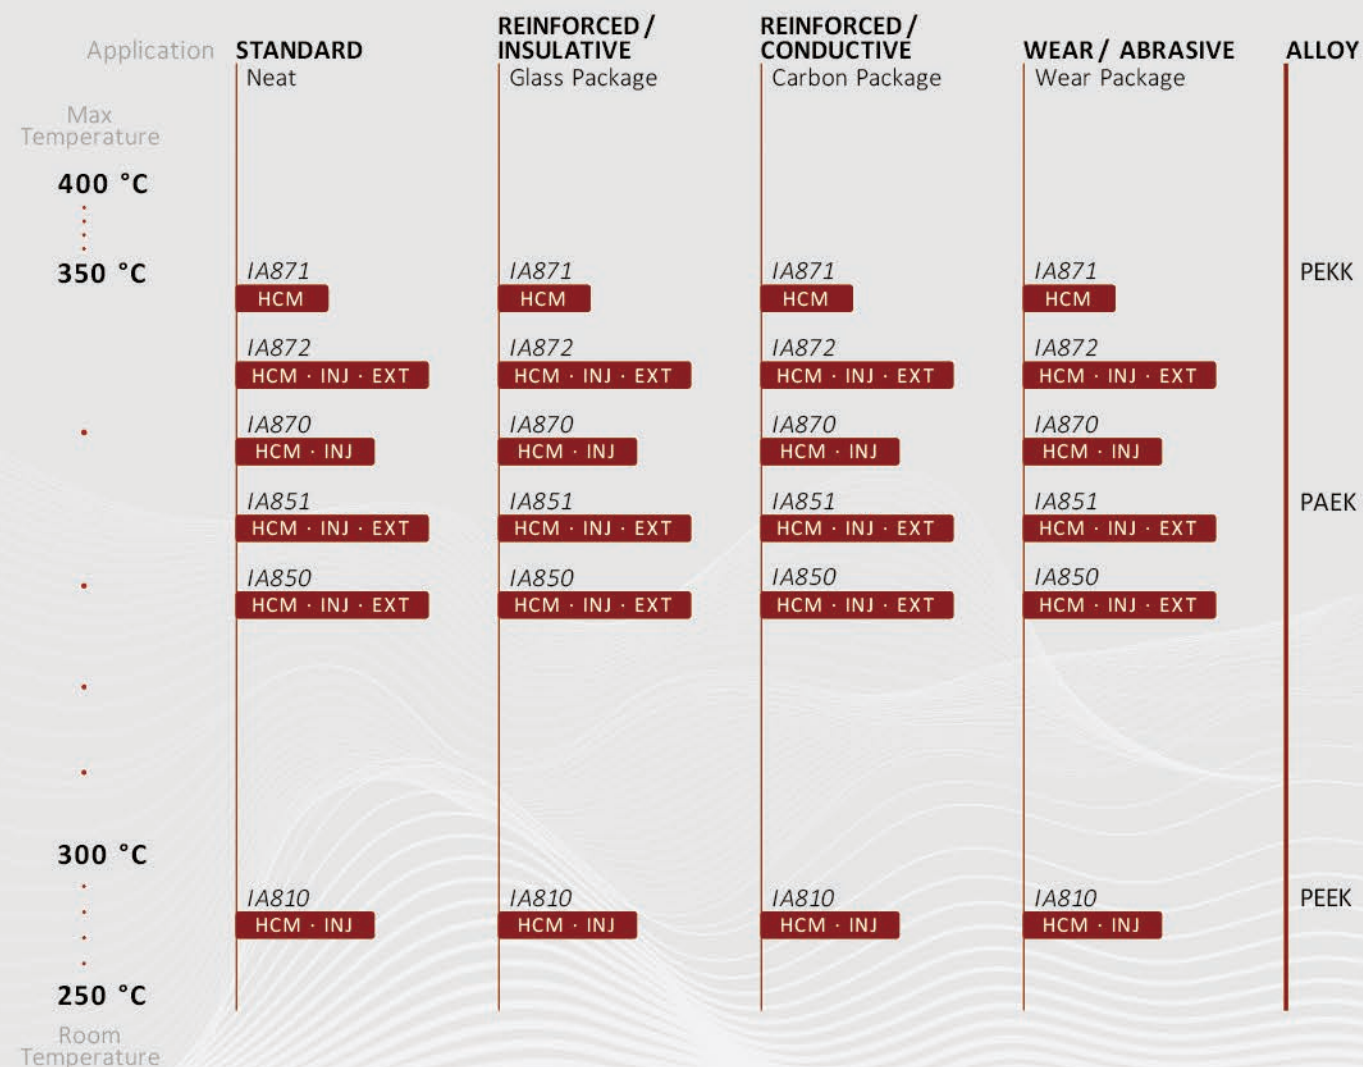 Application
STANDARD
Neat
REINFORCED /
INSULATIVE
Glass Package
REINFORCED /
CONDUCTIVE
Carbon Package
WEAR / ABRASIVE
Wear Package
ALLOY
Max
Temperature
400 °C
350 °C
IA871
HCM
IA871
HCM
IA871
HCM
IA871
HCM
PEKK
IA872
HCM · INJ · EXT
IA872
HCM · INJ · EXT
IA872
HCM · INJ · EXT
IA872
HCM · INJ · EXT
IA870
HCM · INJ
IA870
HCM · INJ
IA870
HCM · INJ
IA870
HCM · INJ
IA851
HCM · INJ · EXT
IA851
HCM · INJ · EXT
IA851
HCM · INJ · EXT
IA851
HCM · INJ · EXT
PAEK
IA850
HCM · INJ · EXT
IA850
HCM · INJ · EXT
IA850
HCM · INJ · EXT
IA850
HCM · INJ · EXT
300 °C
IA810
HCM · INJ
IA810
HCM · INJ
IA810
HCM · INJ
IA810
HCM · INJ
PEEK
250 °C
Room
Temperature